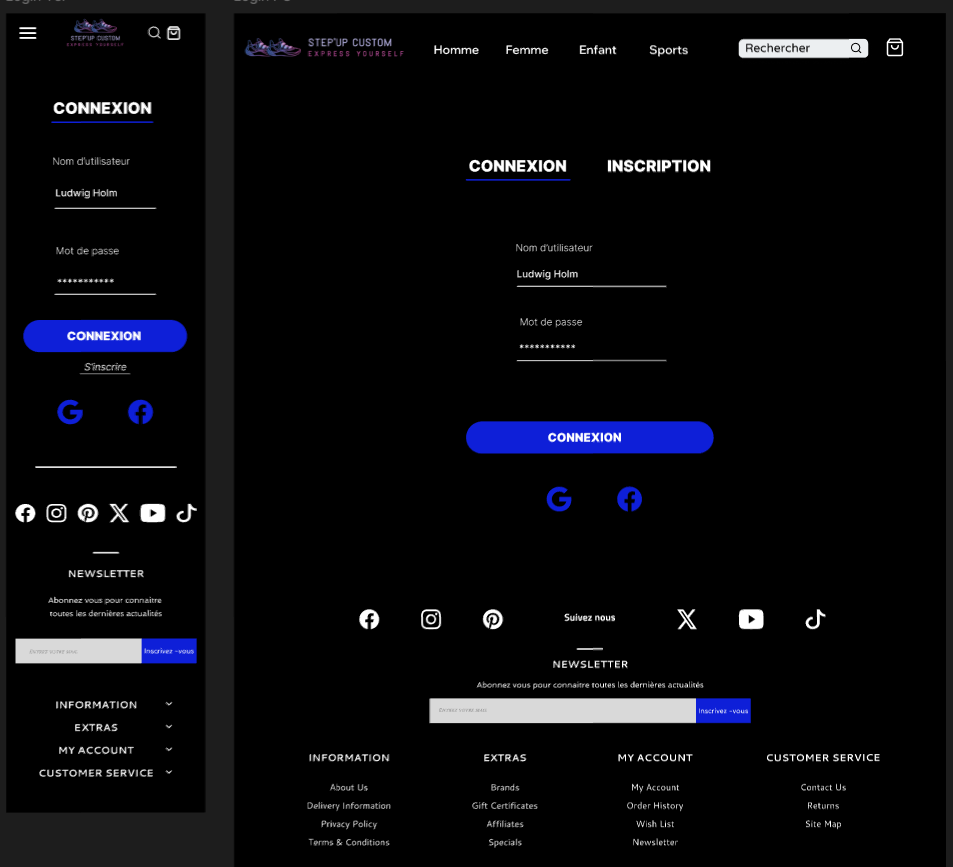 STEP'UP CUSTOM
EXPRESS YOURSELF
CONNEXION
Nom d'utilisateur
Ludwig Holm
Mot de passe
***********
CONNEXION
S'inscrire
NEWSLETTER
Abonnez vous pour connaitre
toutes les dernières actualités
Inscrivez -vous
INFORMATION
EXTRAS
MY ACCOUNT
CUSTOMER SERVICE
STEP'UP CUSTOM
EXPRESS YOURSELF
Homme Femme Enfant Sports Rechercher
CONNEXION INSCRIPTION
Nom d'utilisateur
Ludwig Holm
Mot de passe
***********
CONNEXION
Suivez nous
NEWSLETTER
Abonnez vous pour connaitre toutes les dernières actualités
Inscrivez -vous
INFORMATION EXTRAS MY ACCOUNT CUSTOMER SERVICE
About Us Brands My Account Contact Us
Delivery Information Gift Certificates Order History Returns
Privacy Policy Affiliates Wish List Site Map
Terms & Conditions Specials Newsletter